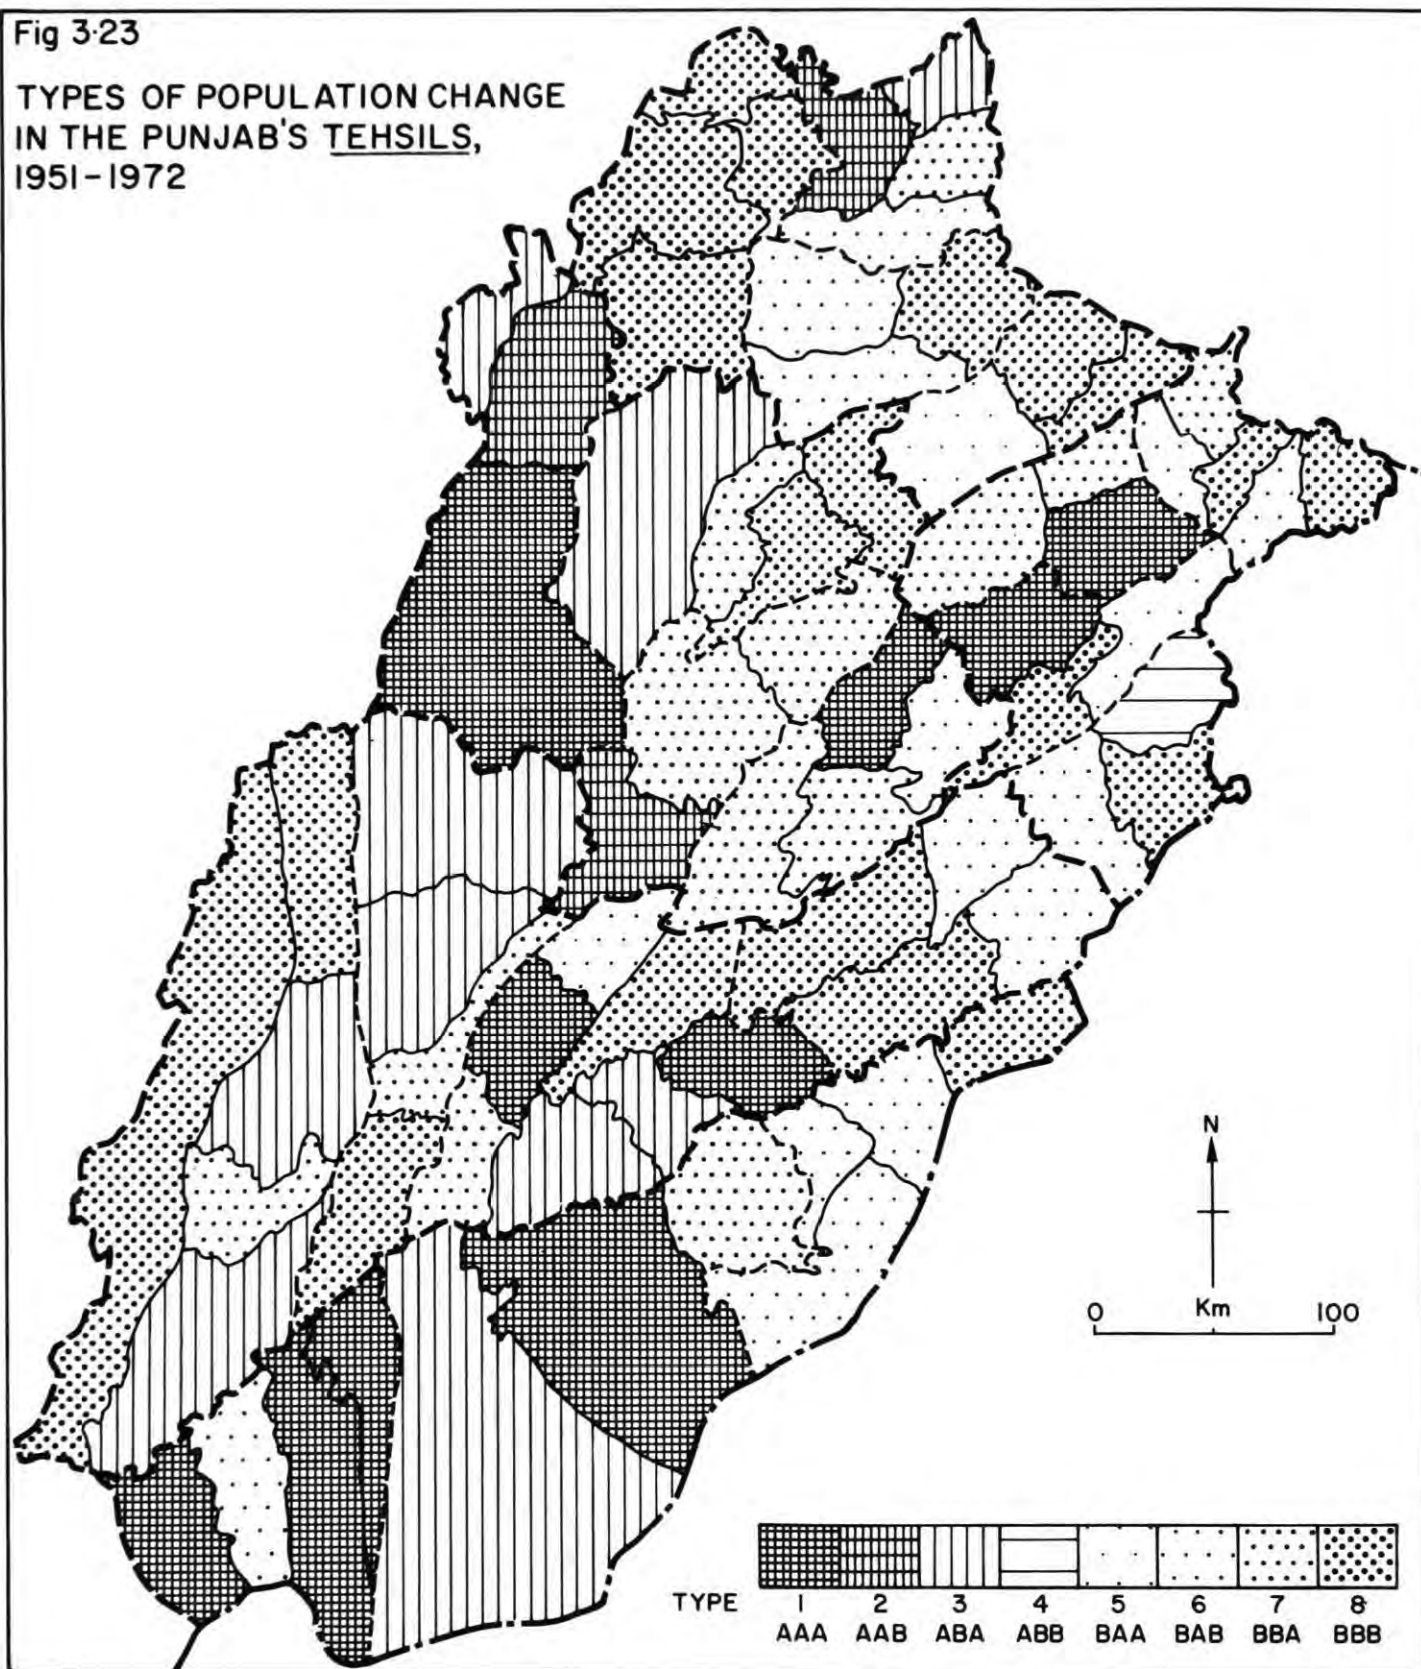 Fig 3·23
TYPES OF POPULATION CHANGE
IN THE PUNJAB'S TEHSILS,
1951-1972
N
0 Km 100
TYPE 1 2 3 4 5 6 7 8
AAA AAB ABA ABB BAA BAB BBA BBB